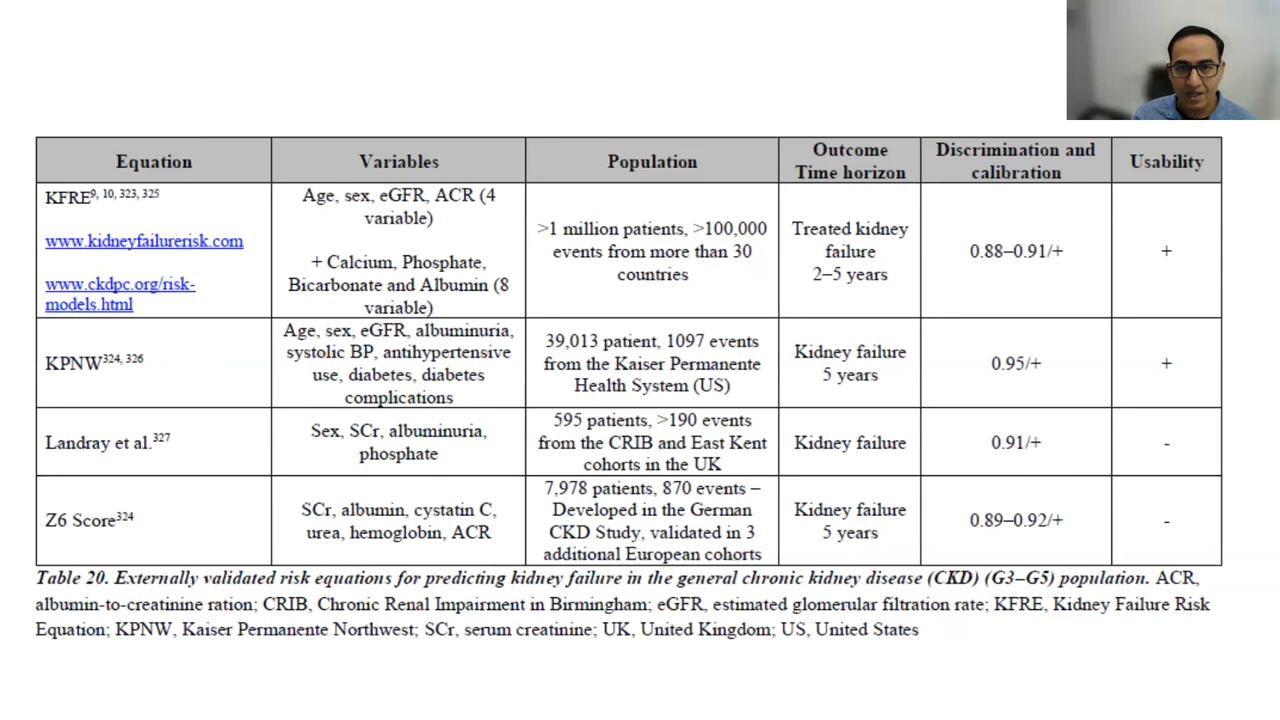 Equation
Variables
Population
Outcome
Time horizon
Discrimination and
calibration
Usability
KFRE9, 10, 323, 325
www.kidneyfailurerisk.com
www.ckdpc.org/risk-
models.html
Age, sex, eGFR, ACR (4
variable)
+ Calcium, Phosphate,
Bicarbonate and Albumin (8
variable)
>1 million patients, >100,000
events from more than 30
countries
Treated kidney
failure
2–5 years
0.88–0.91/+
+
KPNW324, 326
Age, sex, eGFR, albuminuria,
systolic BP, antihypertensive
use, diabetes, diabetes
complications
39,013 patient, 1097 events
from the Kaiser Permanente
Health System (US)
Kidney failure
5 years
0.95/+
+
Landray et al.327
Sex, SCr, albuminuria,
phosphate
595 patients, >190 events
from the CRIB and East Kent
cohorts in the UK
Kidney failure
0.91/+
-
Z6 Score324
SCr, albumin, cystatin C,
urea, hemoglobin, ACR
7,978 patients, 870 events –
Developed in the German
CKD Study, validated in 3
additional European cohorts
Kidney failure
5 years
0.89–0.92/+
-
Table 20. Externally validated risk equations for predicting kidney failure in the general chronic kidney disease (CKD) (G3–G5) population. ACR,
albumin-to-creatinine ration; CRIB, Chronic Renal Impairment in Birmingham; eGFR, estimated glomerular filtration rate; KFRE, Kidney Failure Risk
Equation; KPNW, Kaiser Permanente Northwest; SCr, serum creatinine; UK, United Kingdom; US, United States